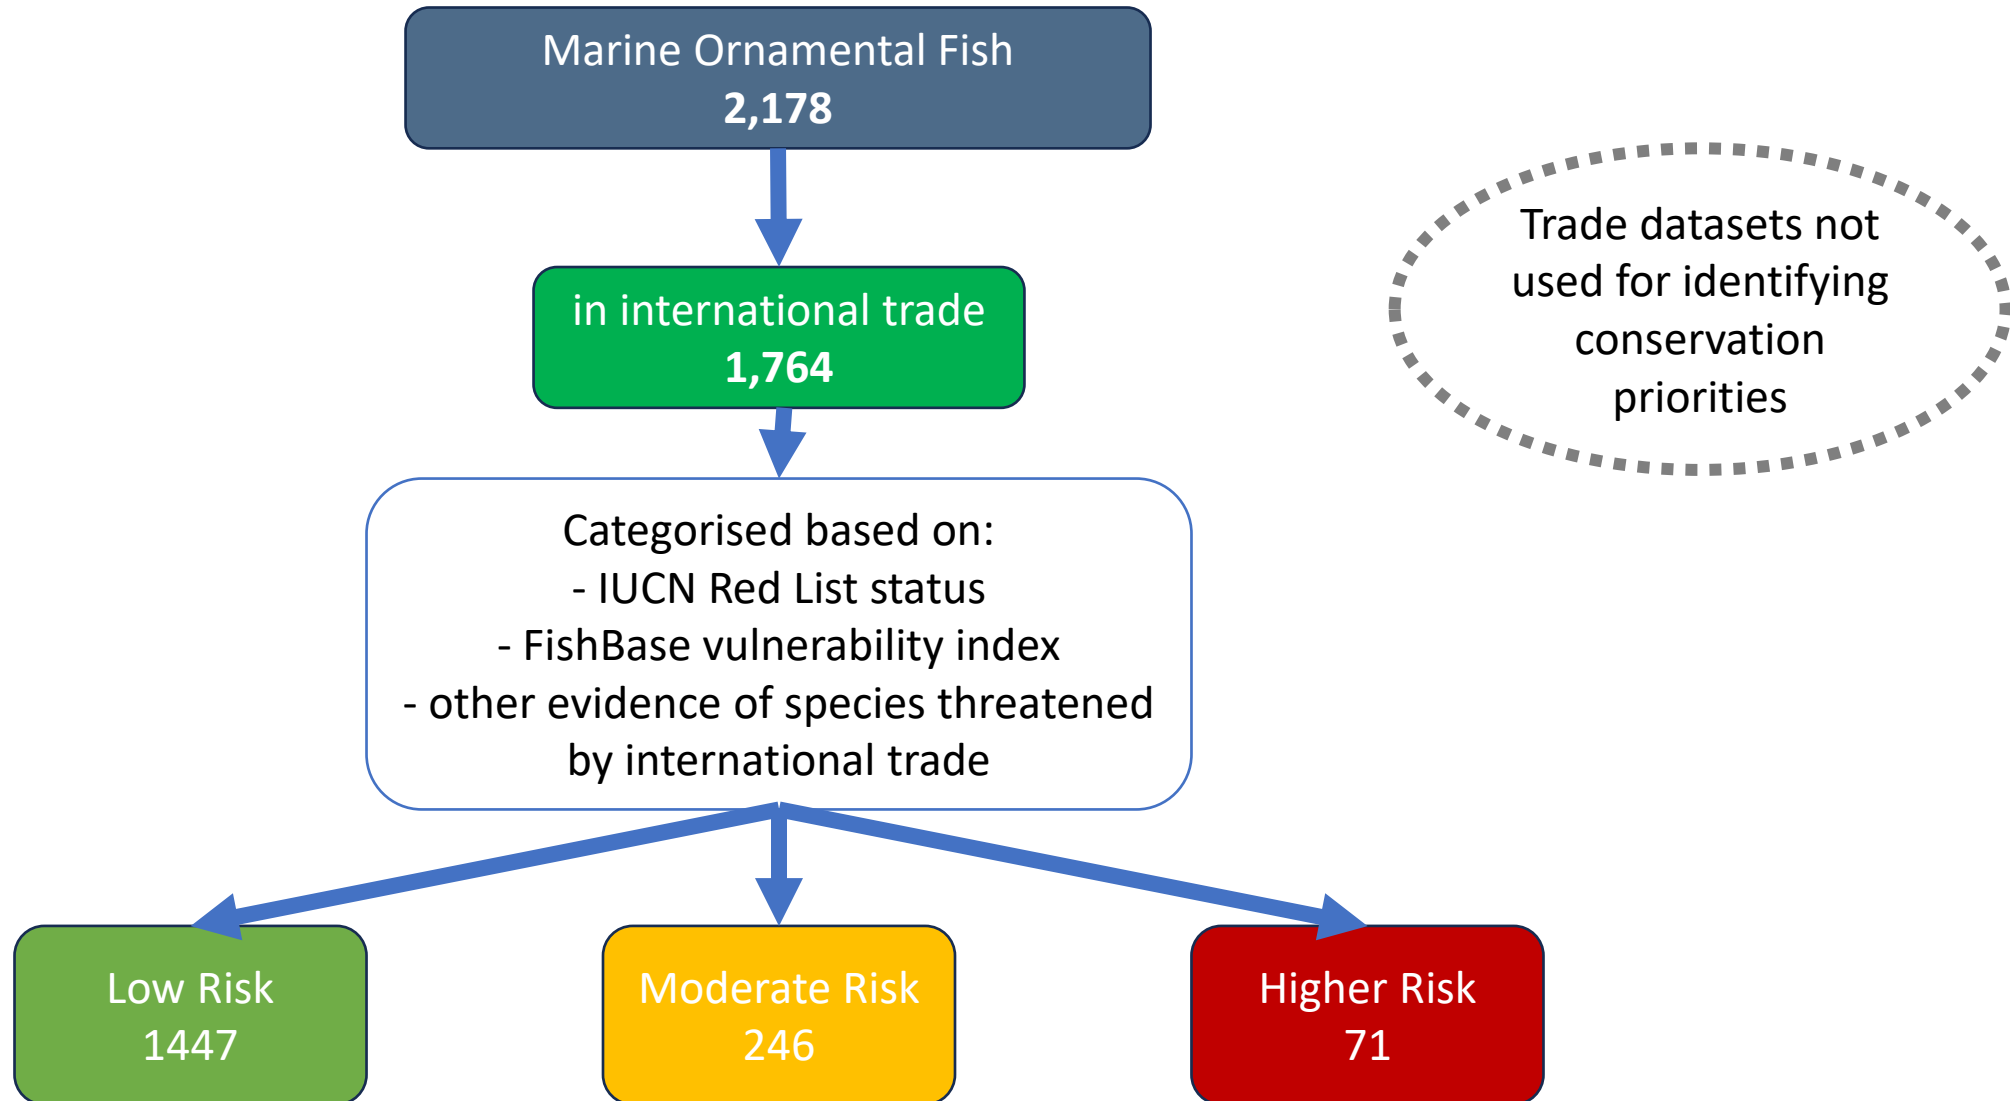 Marine Ornamental Fish
2,178
in international trade
1,764
Trade datasets not
used for identifying
conservation
priorities
Categorised based on:
- IUCN Red List status
- FishBase vulnerability index
- other evidence of species threatened
by international trade
Low Risk
1447
Moderate Risk
246
Higher Risk
71